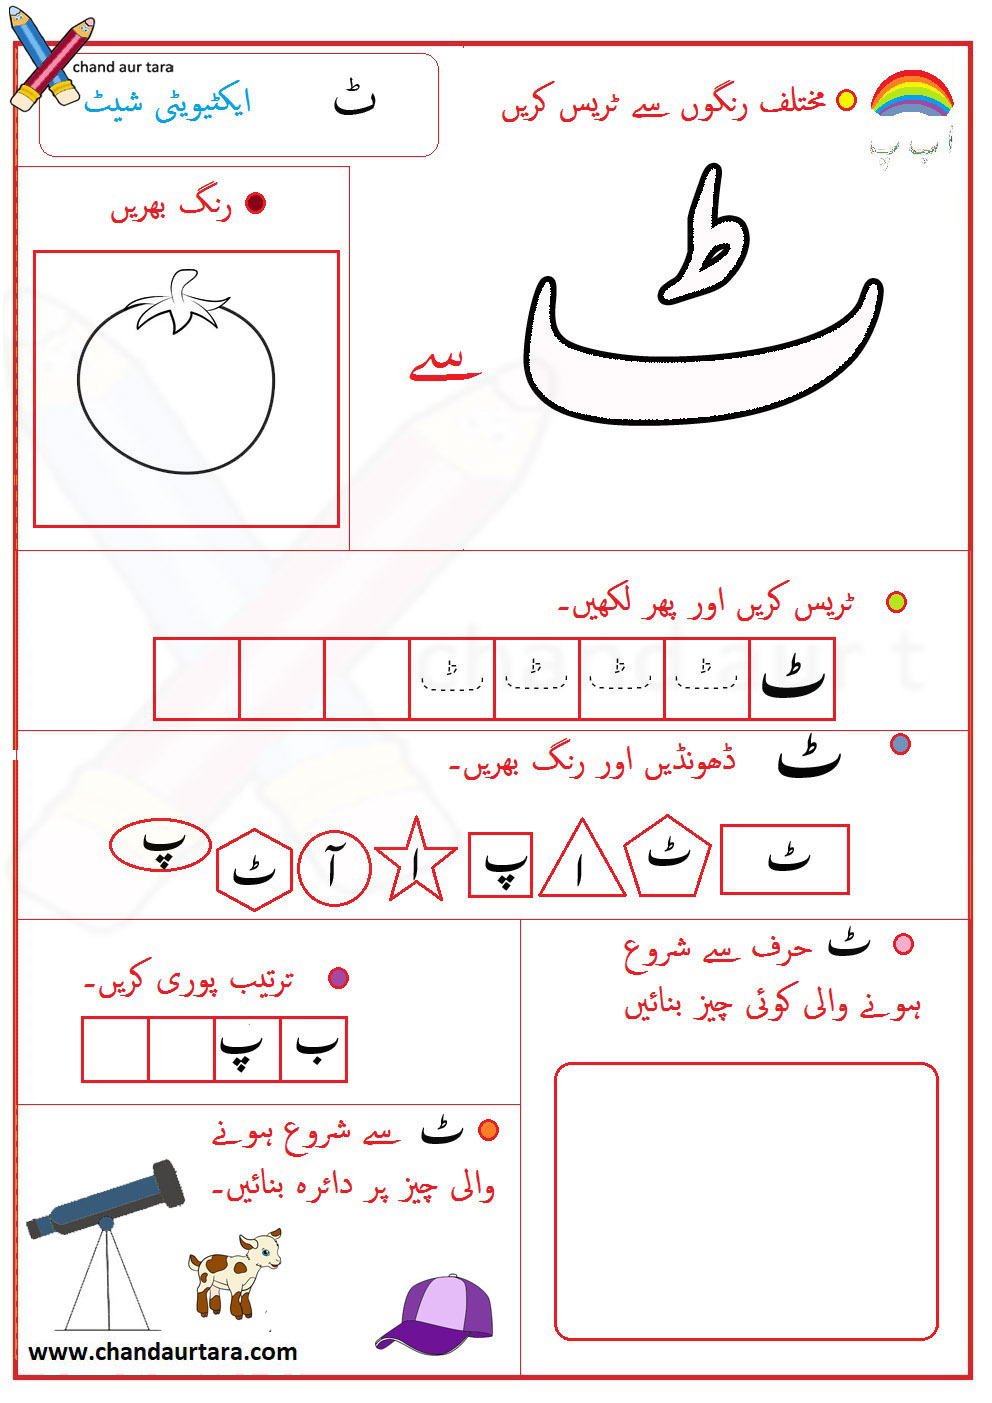 chand aur tara
ٹ ایکٹیویٹی شیٹ
مختلف رنگوں سے ٹریس کریں
ا پ پ
رنگ بھریں
ٹ
سے
ٹریس کریں اور پھر لکھیں۔
ٹ ٹ ٹ ٹ ٹ
chand aur t
ٹ ڈھونڈیں اور رنگ بھریں۔
ٹ ٹ ا پ ا آ ٹ پ
ٹ حرف سے شروع
ہونے والی کوئی چیز بنائیں
ترتیب پوری کریں۔
ب پ
ٹ سے شروع ہونے
والی چیز پر دائرہ بنائیں۔
www.chandaurtara.com